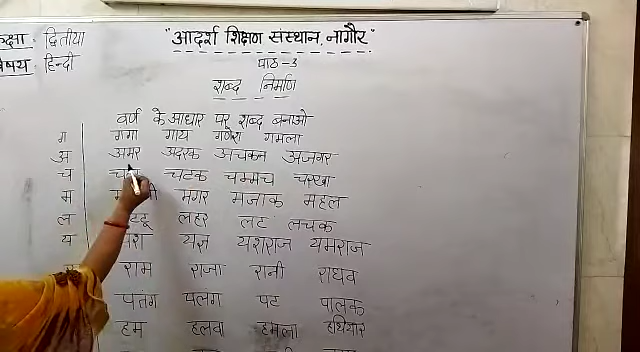 कक्षा - द्वितीया
"आदर्श शिक्षण संस्थान, नागौर"
विषय - हिन्दी
पाठ -3
शब्द निर्माण
वर्ण के आधार पर शब्द बनाओ
ग गंगा गाय गणेश गमला
अ अमर अदरक अचकन अजगर
च चटक चम्मच चरखा
म मगर मजाक महल
ल लट्टू लहर लट लचक
य यश यज्ञ यशराज यमराज
राम राजा रानी राघव
पतंग पलंग पट पालक
हम हलवा हमला हथियार